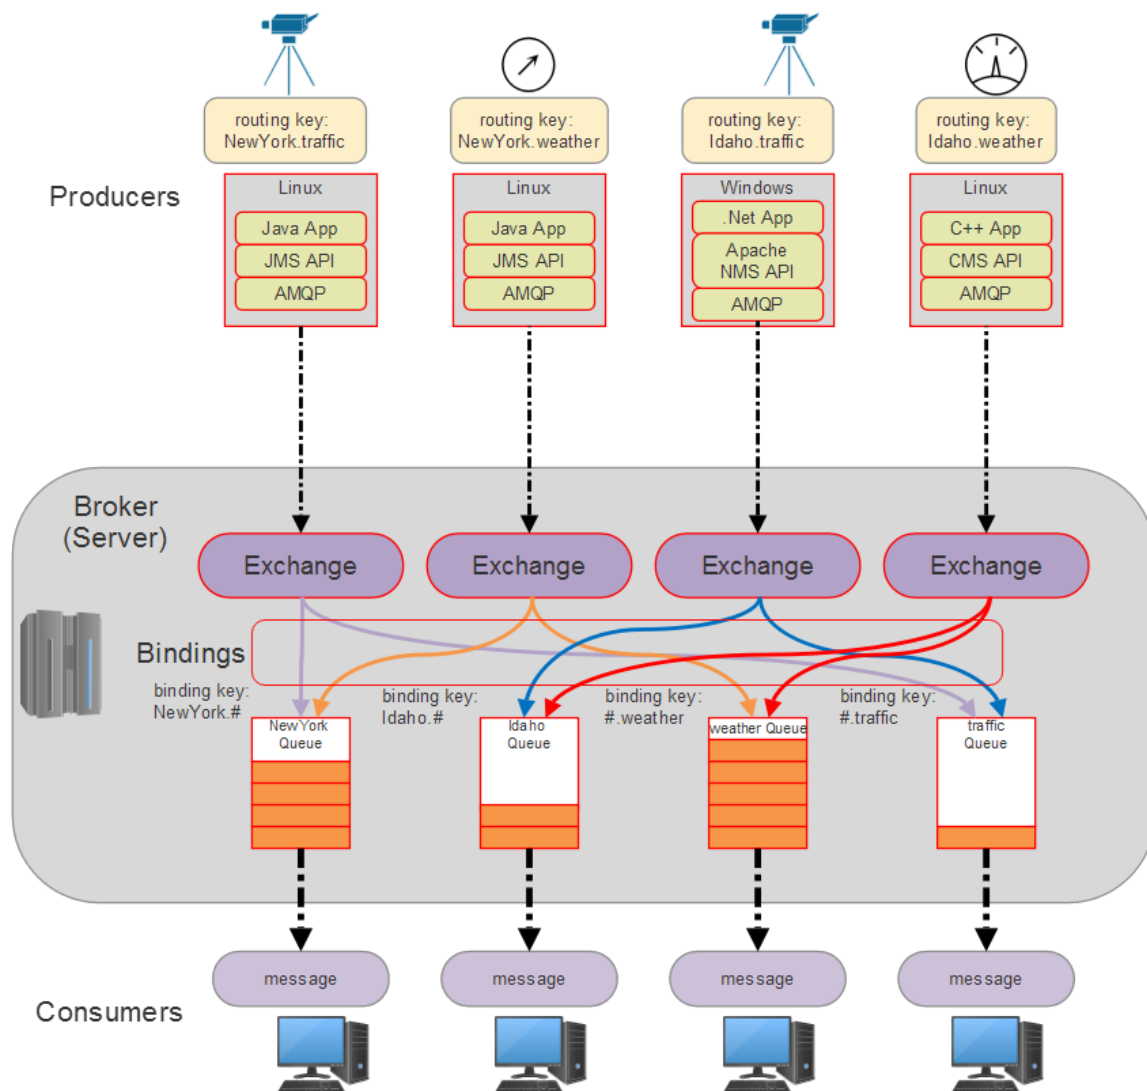 routing key:
NewYork.traffic
routing key:
NewYork.weather
routing key:
Idaho.traffic
routing key:
Idaho.weather
Producers
Linux
Java App
JMS API
AMQP
Linux
Java App
JMS API
AMQP
Windows
.Net App
Apache
NMS API
AMQP
Linux
C++ App
CMS API
AMQP
Broker
(Server)
Exchange
Exchange
Exchange
Exchange
Bindings
binding key:
NewYork.#
binding key:
Idaho.#
binding key:
#.weather
binding key:
#.traffic
NewYork
Queue
Idaho
Queue
weather Queue
traffic
Queue
message
message
message
message
Consumers